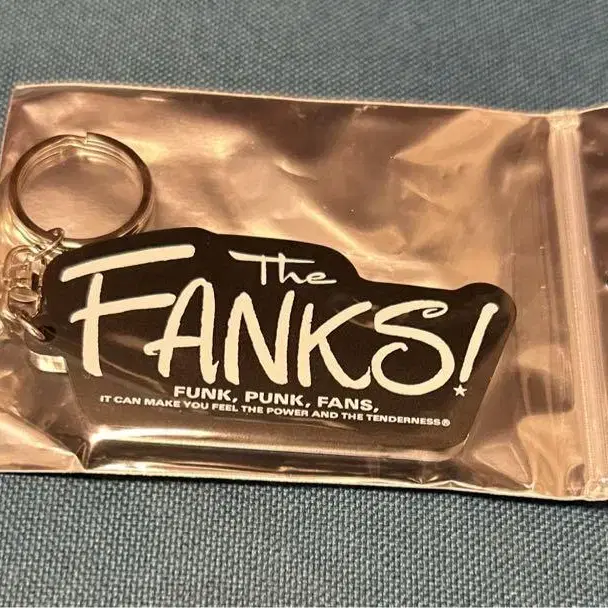 The
FANKS!
FUNK, PUNK, FANS,
IT CAN MAKE YOU FEEL THE POWER AND THE TENDERNESS®